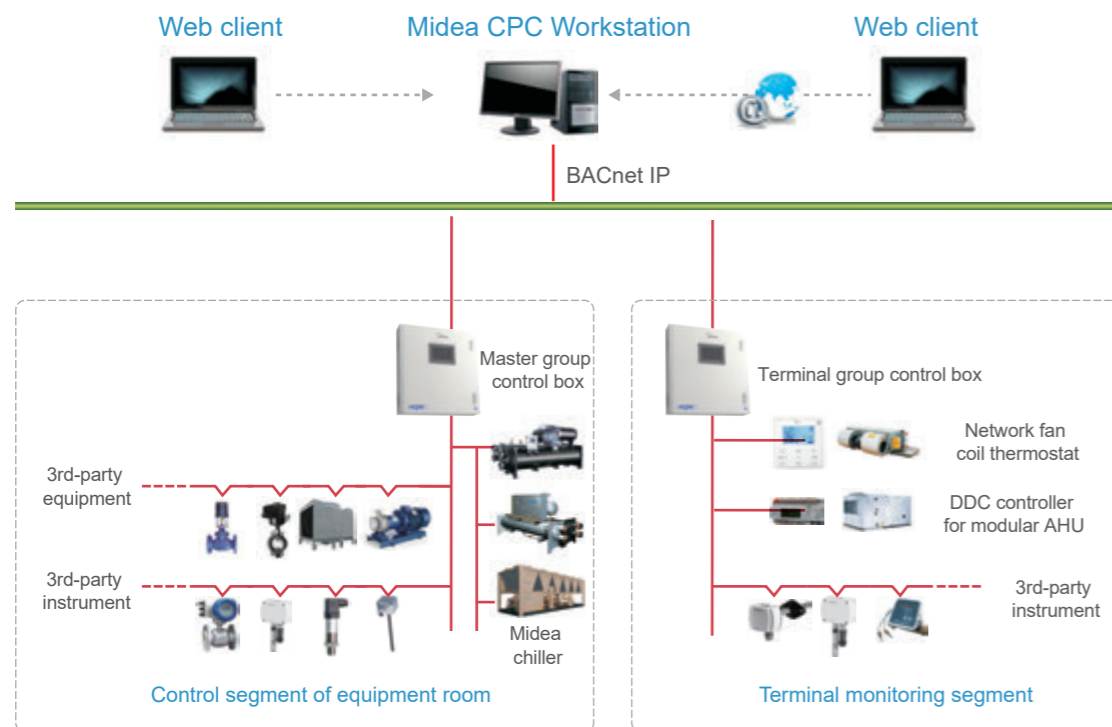 Web client
Midea CPC Workstation
Web client
BACnet IP
Master group
control box
Terminal group control box
Network fan
coil thermostat
3rd-party
equipment
DDC controller
for modular AHU
3rd-party
instrument
3rd-party
instrument
Midea
chiller
Control segment of equipment room
Terminal monitoring segment